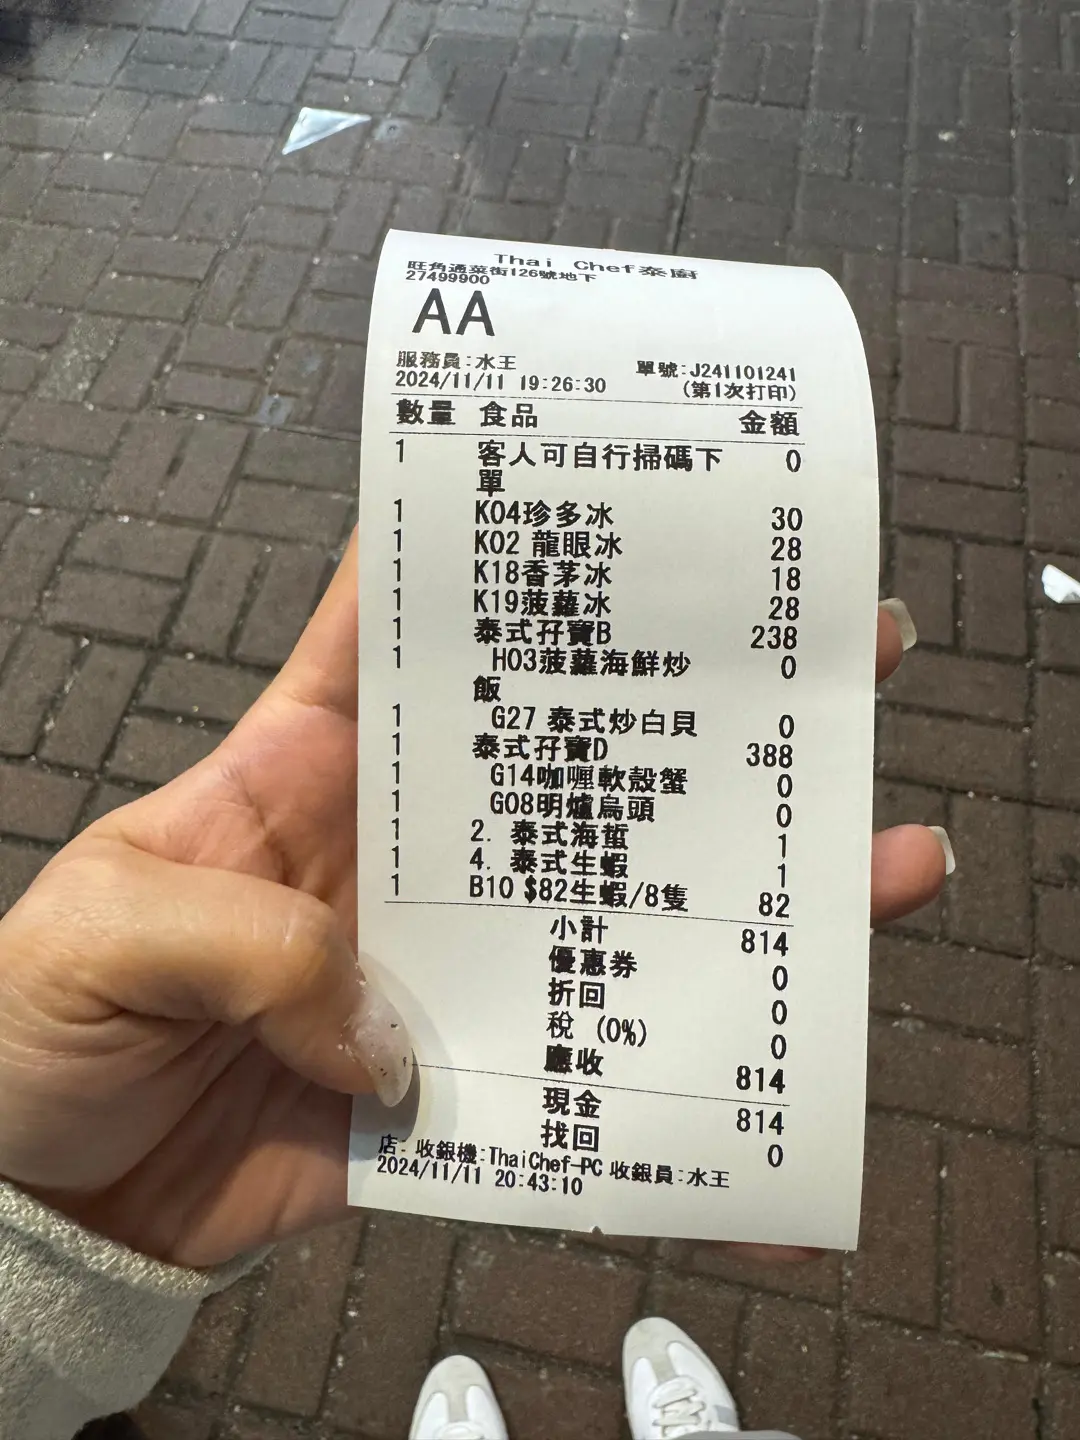 Thai Chef泰廚
旺角通菜街126號地下
27499900
AA
服務員:水王 單號:J241101241
2024/11/11 19:26:30 (第1次打印)
數量 食品 金額
1 客人可自行掃碼下 0
單
1 K04珍多冰 30
1 K02 龍眼冰 28
1 K18香茅冰 18
1 K19菠蘿冰 28
1 泰式孖寶B 238
1 H03菠蘿海鮮炒 0
飯
1 G27 泰式炒白貝 0
1 泰式孖寶D 388
1 G14咖喱軟殼蟹 0
1 G08明爐烏頭 0
1 2. 泰式海蜇 1
1 4. 泰式生蝦 1
1 B10 $82生蝦/8隻 82
小計 814
優惠券 0
折回 0
稅 (0%) 0
應收 814
現金 814
找回 0
店: 收銀機:ThaiChef-PC 收銀員:水王
2024/11/11 20:43:10